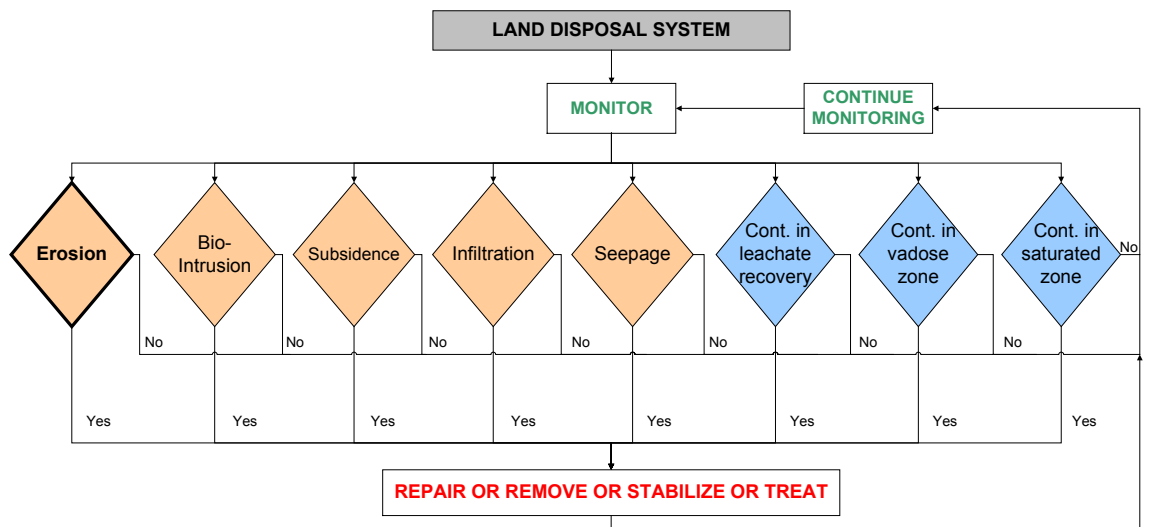 LAND DISPOSAL SYSTEM
MONITOR
CONTINUE
MONITORING
Erosion
Bio-
Intrusion
Subsidence
Infiltration
Seepage
Cont. in
leachate
recovery
Cont. in
vadose
zone
Cont. in
saturated
zone
No
No
No
No
No
No
No
No
Yes
Yes
Yes
Yes
Yes
Yes
Yes
Yes
REPAIR OR REMOVE OR STABILIZE OR TREAT